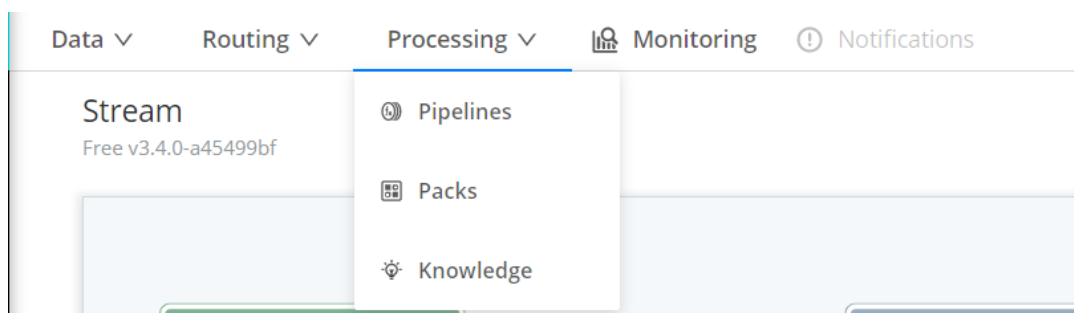 Data Routing Processing Monitoring Notifications
Stream
Free v3.4.0-a45499bf
Pipelines
Packs
Knowledge